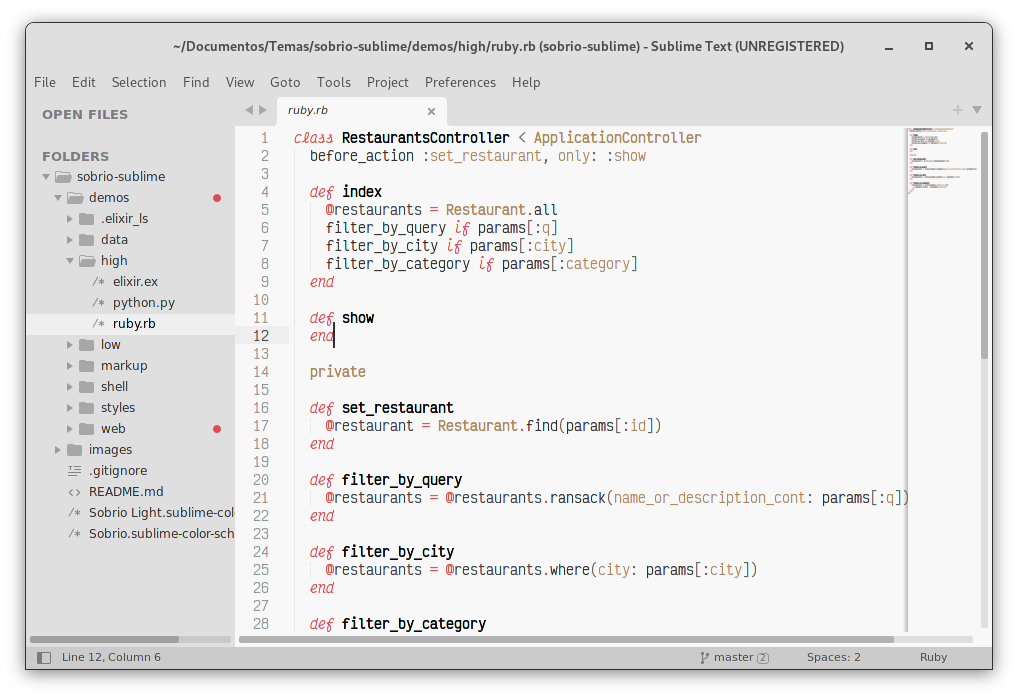 ~/Documentos/Temas/sobrio-sublime/demos/high/ruby.rb (sobrio-sublime) - Sublime Text (UNREGISTERED)
File Edit Selection Find View Goto Tools Project Preferences Help
OPEN FILES
FOLDERS
sobrio-sublime
demos
.elixir_ls
data
high
/* elixir.ex
/* python.py
/* ruby.rb
low
markup
shell
styles
web
images
.gitignore
<> README.md
/* Sobrio Light.sublime-col
/* Sobrio.sublime-color-sch
ruby.rb
1 class RestaurantsController < ApplicationController
2 before_action :set_restaurant, only: :show
3
4 def index
5 @restaurants = Restaurant.all
6 filter_by_query if params[:q]
7 filter_by_city if params[:city]
8 filter_by_category if params[:category]
9 end
10
11 def show
12 end
13
14 private
15
16 def set_restaurant
17 @restaurant = Restaurant.find(params[:id])
18 end
19
20 def filter_by_query
21 @restaurants = @restaurants.ransack(name_or_description_cont: params[:q])
22 end
23
24 def filter_by_city
25 @restaurants = @restaurants.where(city: params[:city])
26 end
27
28 def filter_by_category
Line 12, Column 6
master 2
Spaces: 2
Ruby